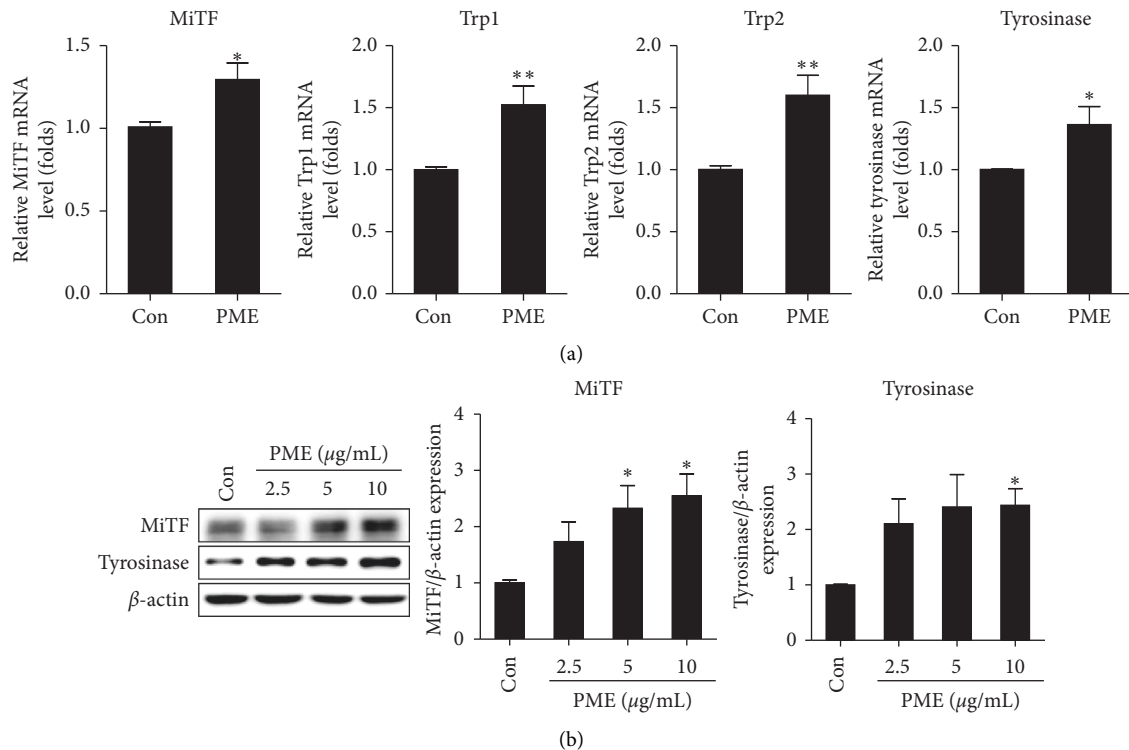 MiTF
Relative MiTF mRNA
level (folds)
1.5
1.0
0.5
0.0
*
Con
PME
Trp1
Relative Trp1 mRNA
level (folds)
2.0
1.5
1.0
0.5
0.0
**
Con
PME
Trp2
Relative Trp2 mRNA
level (folds)
2.0
1.5
1.0
0.5
0.0
**
Con
PME
Tyrosinase
Relative tyrosinase mRNA
level (folds)
2.0
1.5
1.0
0.5
0.0
*
Con
PME
(a)
PME (μg/mL)
Con
2.5
5
10
MiTF
Tyrosinase
β-actin
MiTF
MiTF/β-actin expression
4
3
2
1
0
*
*
Con
2.5
5
10
PME (μg/mL)
Tyrosinase
Tyrosinase/β-actin
expression
4
3
2
1
0
*
Con
2.5
5
10
PME (μg/mL)
(b)